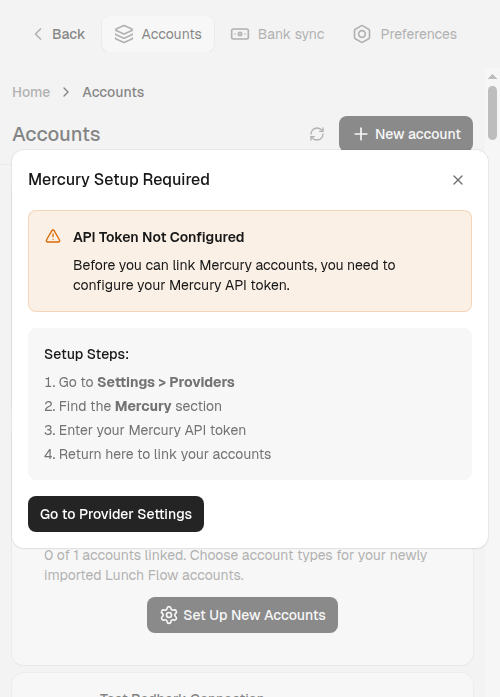 Back
Accounts
Bank sync
Preferences
Home
Accounts
Accounts
New account
Mercury Setup Required
API Token Not Configured
Before you can link Mercury accounts, you need to
configure your Mercury API token.
Setup Steps:
1. Go to Settings > Providers
2. Find the Mercury section
3. Enter your Mercury API token
4. Return here to link your accounts
Go to Provider Settings
0 of 1 accounts linked. Choose account types for your newly
imported Lunch Flow accounts.
Set Up New Accounts